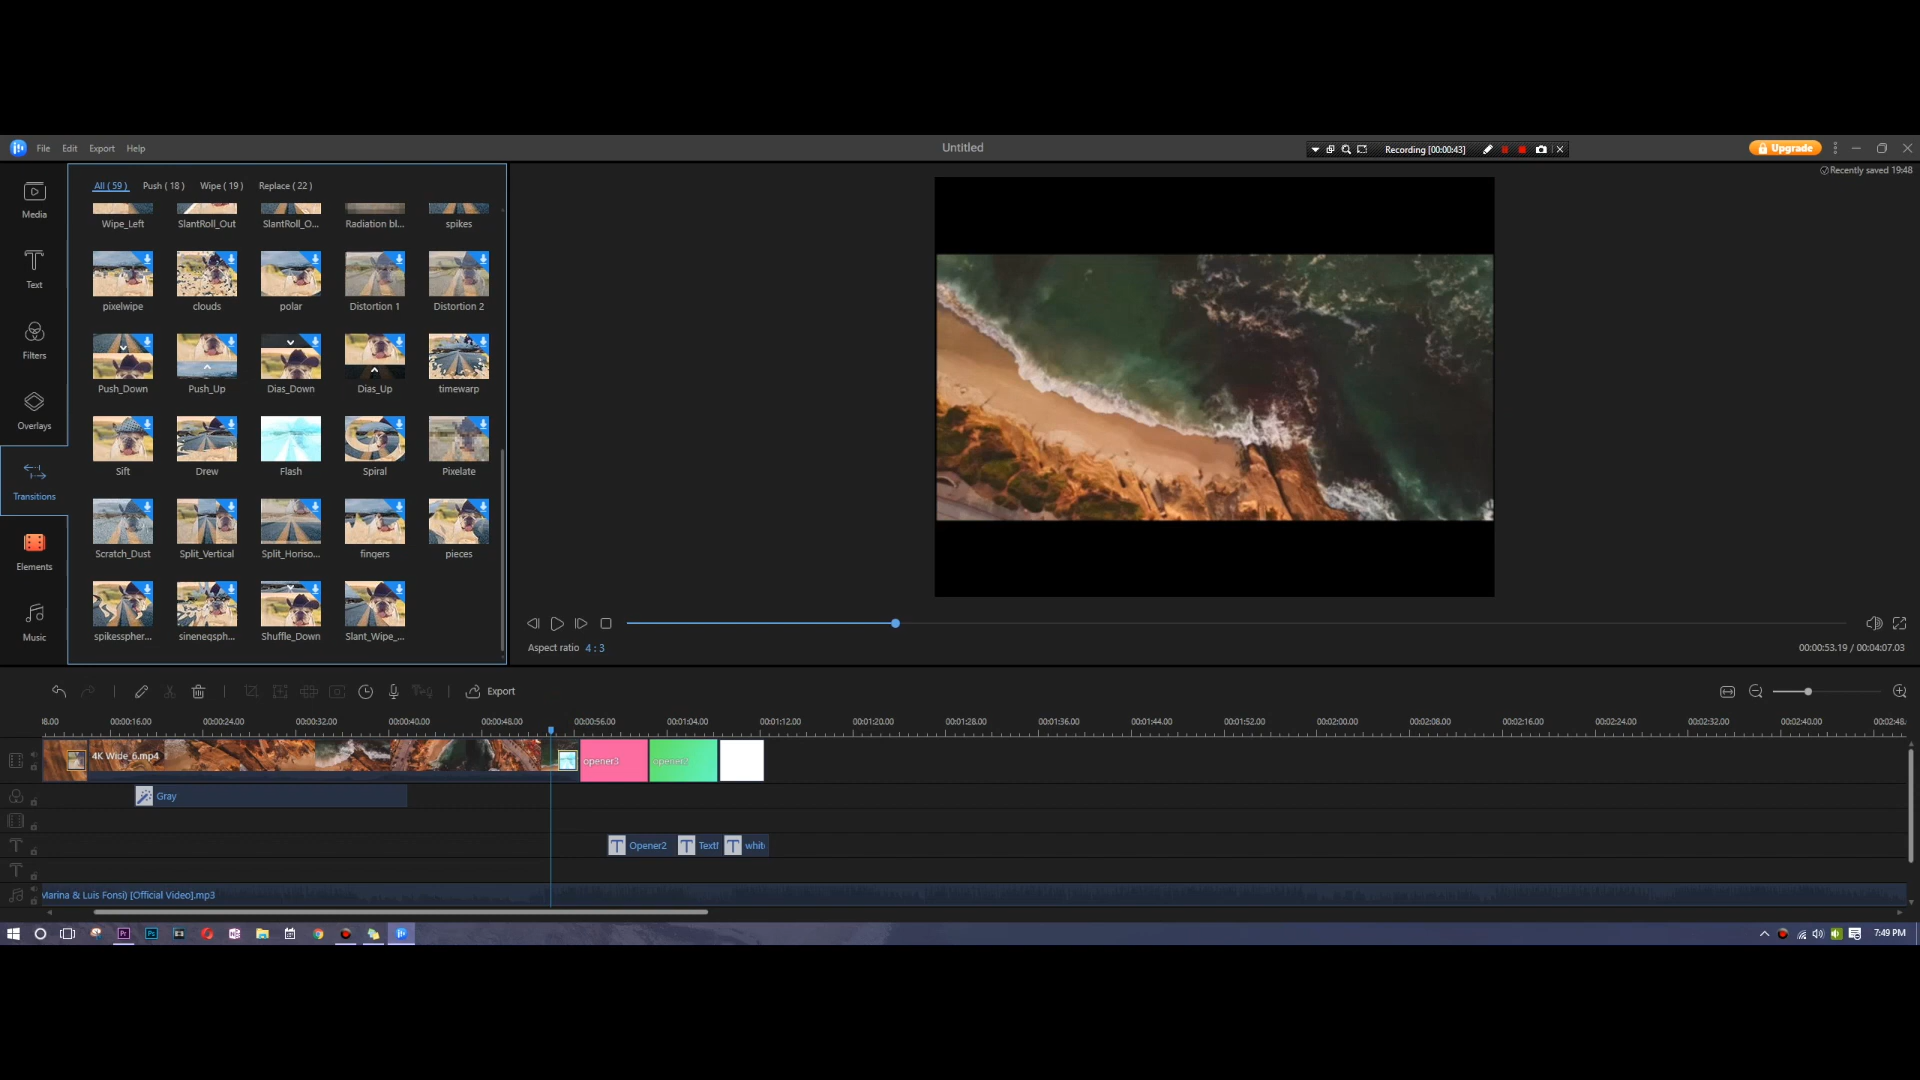 File Edit Export Help
Untitled
Recording [00:00:43]
Upgrade
Recently saved 19:48
Media
Text
Filters
Overlays
Transitions
Elements
Music
All ( 59 ) Push ( 18 ) Wipe ( 19 ) Replace ( 22 )
Wipe_Left SlantRoll_Out SlantRoll_O... Radiation bl... spikes
pixelwipe clouds polar Distortion 1 Distortion 2
Push_Down Push_Up Dias_Down Dias_Up timewarp
Sift Drew Flash Spiral Pixelate
Scratch_Dust Split_Vertical Split_Horiso... fingers pieces
spikesspher... sineneqsph... Shuffle_Down Slant_Wipe_...
Aspect ratio 4 : 3
00:00:53.19 / 00:04:07.03
Export
38.00 00:00:16.00 00:00:24.00 00:00:32.00 00:00:40.00 00:00:48.00 00:00:56.00 00:01:04.00 00:01:12.00 00:01:20.00 00:01:28.00 00:01:36.00 00:01:44.00 00:01:52.00 00:02:00.00 00:02:08.00 00:02:16.00 00:02:24.00 00:02:32.00 00:02:40.00 00:02:48.
4K Wide_6.mp4 opener3
Gray
Opener2 Textf whit
Marina & Luis Fonsi) [Official Video].mp3
Pr Ps
7:49 PM